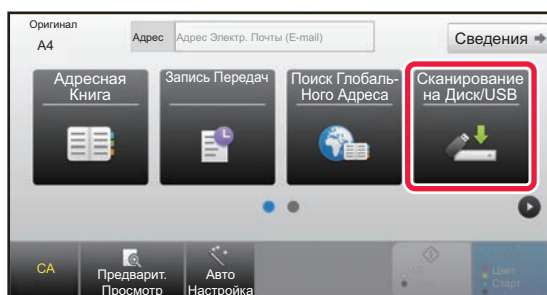 Оригинал
A4
Адрес
Адрес Электр. Почты (E-mail)
Сведения
Адресная
Книга
Запись Передач
Поиск Глобаль-
Ного Адреса
Сканирование
на Диск/USB
CA
Предварит.
Просмотр
Авто
Настройка
Ч/Б
Старт
Цвет
Старт